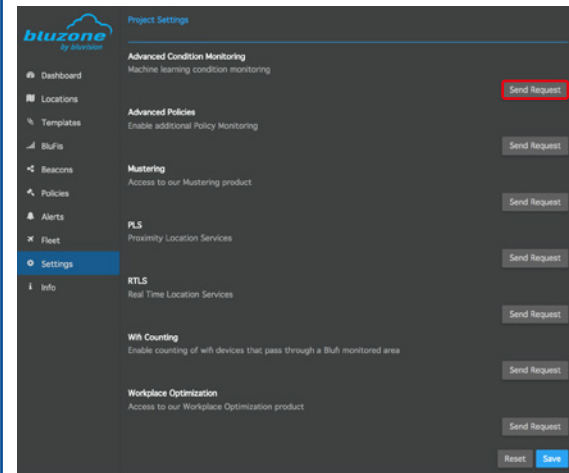 bluzone
by bluvision
Dashboard
Locations
Templates
BluFis
Beacons
Policies
Alerts
Fleet
Settings
Info
Project Settings
Advanced Condition Monitoring
Machine learning condition monitoring
Send Request
Advanced Policies
Enable additional Policy Monitoring
Send Request
Mustering
Access to our Mustering product
Send Request
PLS
Proximity Location Services
Send Request
RTLS
Real Time Location Services
Send Request
Wifi Counting
Enable counting of wifi devices that pass through a Blufi monitored area
Send Request
Workplace Optimization
Access to our Workplace Optimization product
Send Request
Reset Save